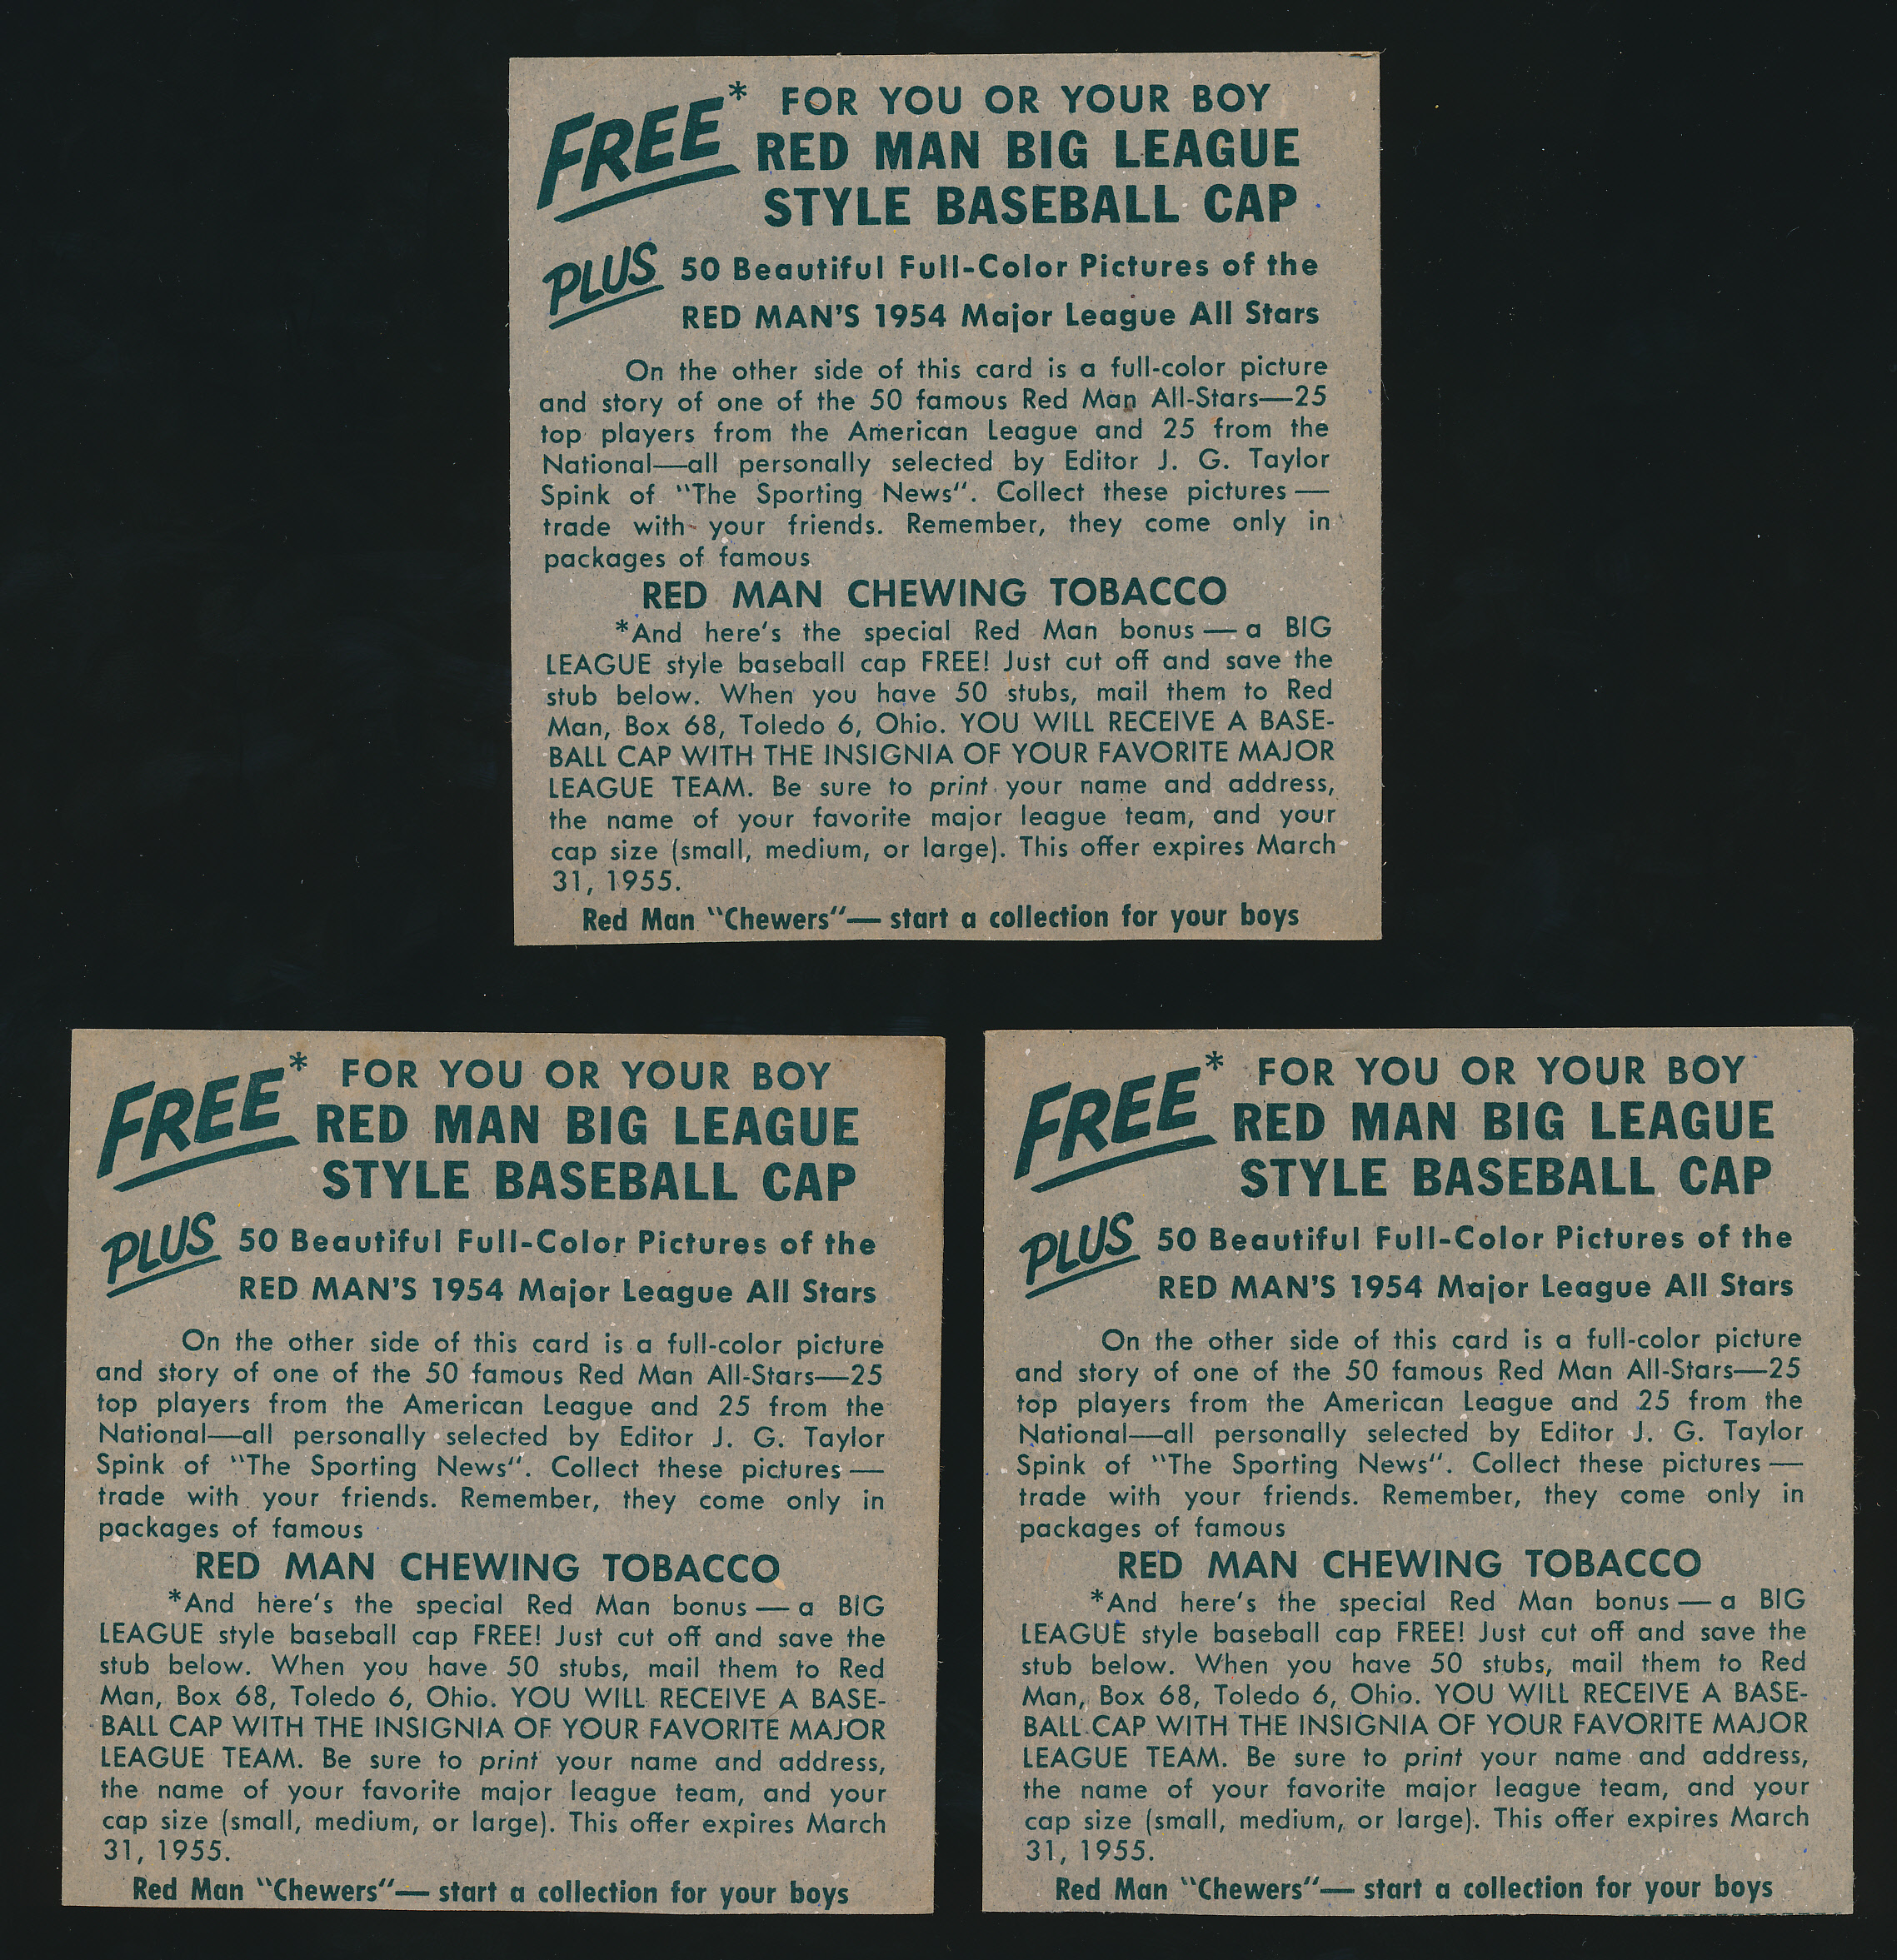 FREE* FOR YOU OR YOUR BOY
RED MAN BIG LEAGUE
STYLE BASEBALL CAP
PLUS 50 Beautiful Full-Color Pictures of the
RED MAN'S 1954 Major League All Stars
On the other side of this card is a full-color picture
and story of one of the 50 famous Red Man All-Stars—25
top players from the American League and 25 from the
National—all personally selected by Editor J. G. Taylor
Spink of "The Sporting News". Collect these pictures —
trade with your friends. Remember, they come only in
packages of famous
RED MAN CHEWING TOBACCO
*And here's the special Red Man bonus — a BIG
LEAGUE style baseball cap FREE! Just cut off and save the
stub below. When you have 50 stubs, mail them to Red
Man, Box 68, Toledo 6, Ohio. YOU WILL RECEIVE A BASE-
BALL CAP WITH THE INSIGNIA OF YOUR FAVORITE MAJOR
LEAGUE TEAM. Be sure to print your name and address,
the name of your favorite major league team, and your
cap size (small, medium, or large). This offer expires March
31, 1955.
Red Man "Chewers"— start a collection for your boys
FREE* FOR YOU OR YOUR BOY
RED MAN BIG LEAGUE
STYLE BASEBALL CAP
PLUS 50 Beautiful Full-Color Pictures of the
RED MAN'S 1954 Major League All Stars
On the other side of this card is a full-color picture
and story of one of the 50 famous Red Man All-Stars—25
top players from the American League and 25 from the
National—all personally selected by Editor J. G. Taylor
Spink of "The Sporting News". Collect these pictures —
trade with your friends. Remember, they come only in
packages of famous
RED MAN CHEWING TOBACCO
*And here's the special Red Man bonus — a BIG
LEAGUE style baseball cap FREE! Just cut off and save the
stub below. When you have 50 stubs, mail them to Red
Man, Box 68, Toledo 6, Ohio. YOU WILL RECEIVE A BASE-
BALL CAP WITH THE INSIGNIA OF YOUR FAVORITE MAJOR
LEAGUE TEAM. Be sure to print your name and address,
the name of your favorite major league team, and your
cap size (small, medium, or large). This offer expires March
31, 1955.
Red Man "Chewers"— start a collection for your boys
FREE* FOR YOU OR YOUR BOY
RED MAN BIG LEAGUE
STYLE BASEBALL CAP
PLUS 50 Beautiful Full-Color Pictures of the
RED MAN'S 1954 Major League All Stars
On the other side of this card is a full-color picture
and story of one of the 50 famous Red Man All-Stars—25
top players from the American League and 25 from the
National—all personally selected by Editor J. G. Taylor
Spink of "The Sporting News". Collect these pictures —
trade with your friends. Remember, they come only in
packages of famous
RED MAN CHEWING TOBACCO
*And here's the special Red Man bonus — a BIG
LEAGUE style baseball cap FREE! Just cut off and save the
stub below. When you have 50 stubs, mail them to Red
Man, Box 68, Toledo 6, Ohio. YOU WILL RECEIVE A BASE-
BALL CAP WITH THE INSIGNIA OF YOUR FAVORITE MAJOR
LEAGUE TEAM. Be sure to print your name and address,
the name of your favorite major league team, and your
cap size (small, medium, or large). This offer expires March
31, 1955.
Red Man "Chewers"— start a collection for your boys